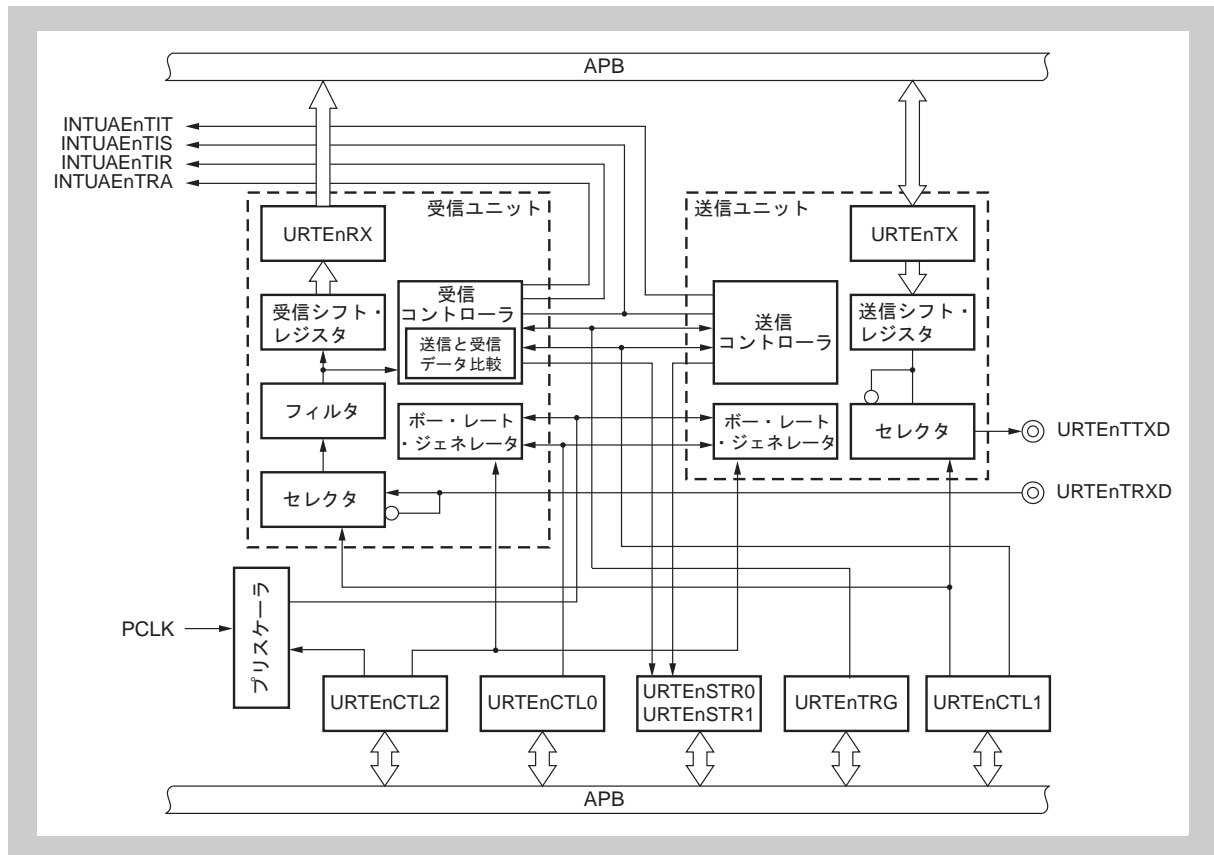 APB
INTUAEnTIT
INTUAEnTIS
INTUAEnTIR
INTUAEnTRA
受信ユニット
送信ユニット
URTEnRX
URTEnTX
受信シフト・
レジスタ
受信
コントローラ
送信と受信
データ比較
送信
コントローラ
送信シフト・
レジスタ
フィルタ
ボー・レート
・ジェネレータ
ボー・レート
・ジェネレータ
セレクタ
URTEnTTXD
セレクタ
URTEnTRXD
PCLK
プリスケーラ
URTEnCTL2
URTEnCTL0
URTEnSTR0
URTEnSTR1
URTEnTRG
URTEnCTL1
APB